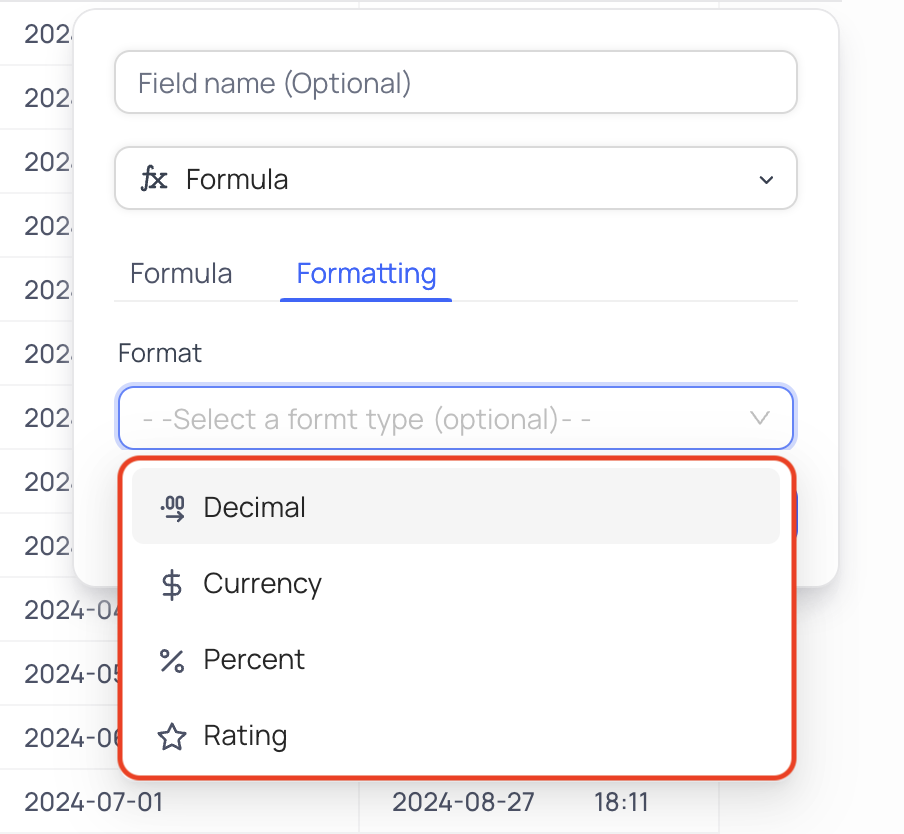 Field name (Optional)
fx Formula
Formula Formatting
Format
- -Select a formt type (optional)- -
.00 Decimal
$ Currency
% Percent
Rating
2024-07-01 2024-08-27 18:11